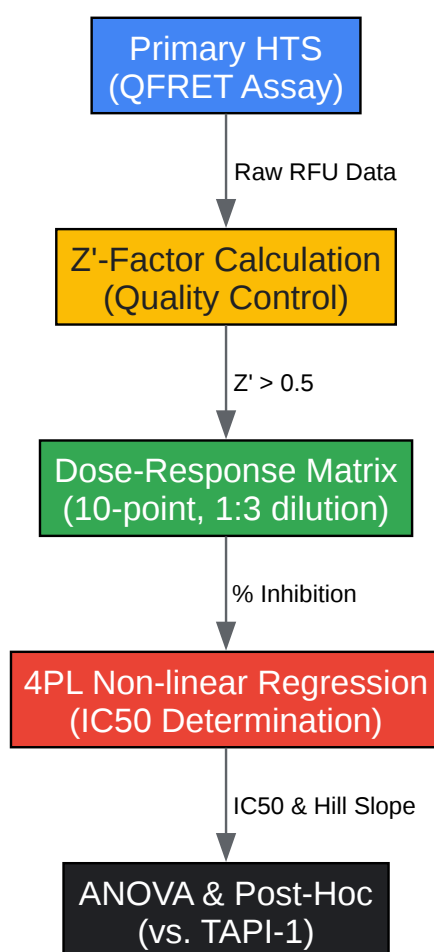 Primary HTS
(QFRET Assay)
Raw RFU Data
Z'-Factor Calculation
(Quality Control)
Z' > 0.5
Dose-Response Matrix
(10-point, 1:3 dilution)
% Inhibition
4PL Non-linear Regression
(IC50 Determination)
IC50 & Hill Slope
ANOVA & Post-Hoc
(vs. TAPI-1)